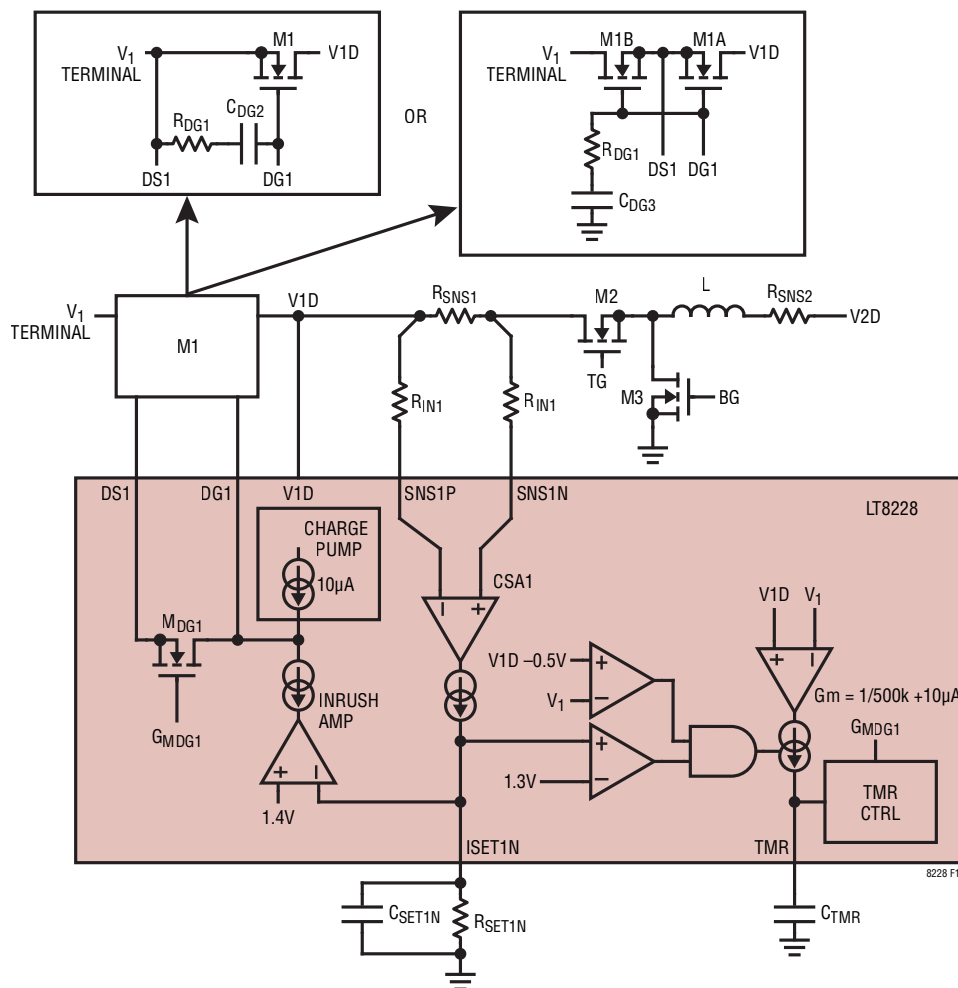 M1
V1
TERMINAL
V1D
CDG2
RDG1
DS1
DG1
OR
M1B
M1A
V1
TERMINAL
V1D
RDG1
DS1
DG1
CDG3
V1
TERMINAL
M1
V1D
RSNS1
M2
L
RSNS2
V2D
TG
RIN1
RIN1
M3
BG
DS1
DG1
V1D
SNS1P
SNS1N
LT8228
CHARGE
PUMP
10µA
CSA1
MDG1
V1D
V1
V1D –0.5V
V1
Gm = 1/500k +10µA
INRUSH
AMP
GMDG1
GMDG1
1.3V
TMR
CTRL
1.4V
ISET1N
TMR
8228 F1
CSET1N
RSET1N
CTMR